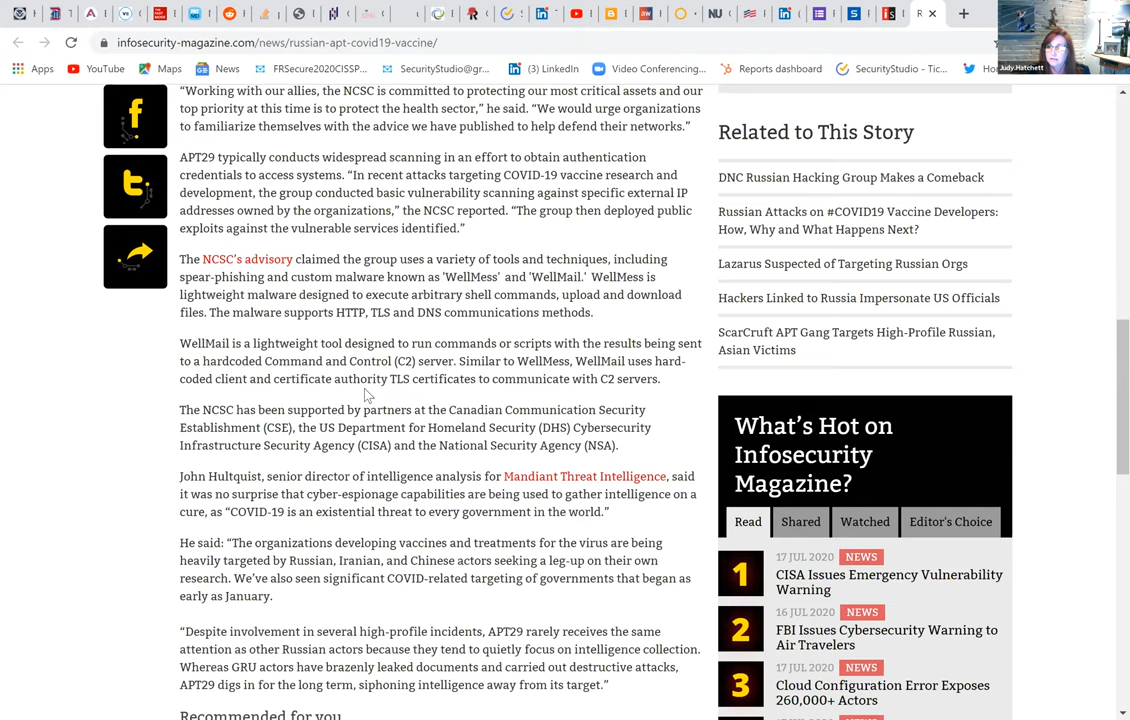 infosecurity-magazine.com/news/russian-apt-covid19-vaccine/
Apps YouTube Maps News FRSecure2020CISSP... SecurityStudio@gr... (3) LinkedIn Video Conferencing... Reports dashboard SecurityStudio - Tic...
Judy.Hatchett
“Working with our allies, the NCSC is committed to protecting our most critical assets and our
top priority at this time is to protect the health sector,” he said. “We would urge organizations
to familiarize themselves with the advice we have published to help defend their networks.”
APT29 typically conducts widespread scanning in an effort to obtain authentication
credentials to access systems. “In recent attacks targeting COVID-19 vaccine research and
development, the group conducted basic vulnerability scanning against specific external IP
addresses owned by the organizations,” the NCSC reported. “The group then deployed public
exploits against the vulnerable services identified.”
The NCSC’s advisory claimed the group uses a variety of tools and techniques, including
spear-phishing and custom malware known as 'WellMess' and 'WellMail.' WellMess is
lightweight malware designed to execute arbitrary shell commands, upload and download
files. The malware supports HTTP, TLS and DNS communications methods.
WellMail is a lightweight tool designed to run commands or scripts with the results being sent
to a hardcoded Command and Control (C2) server. Similar to WellMess, WellMail uses hard-
coded client and certificate authority TLS certificates to communicate with C2 servers.
The NCSC has been supported by partners at the Canadian Communication Security
Establishment (CSE), the US Department for Homeland Security (DHS) Cybersecurity
Infrastructure Security Agency (CISA) and the National Security Agency (NSA).
John Hultquist, senior director of intelligence analysis for Mandiant Threat Intelligence, said
it was no surprise that cyber-espionage capabilities are being used to gather intelligence on a
cure, as “COVID-19 is an existential threat to every government in the world.”
He said: “The organizations developing vaccines and treatments for the virus are being
heavily targeted by Russian, Iranian, and Chinese actors seeking a leg-up on their own
research. We’ve also seen significant COVID-related targeting of governments that began as
early as January.
“Despite involvement in several high-profile incidents, APT29 rarely receives the same
attention as other Russian actors because they tend to quietly focus on intelligence collection.
Whereas GRU actors have brazenly leaked documents and carried out destructive attacks,
APT29 digs in for the long term, siphoning intelligence away from its target.”
Recommended for you
Related to This Story
DNC Russian Hacking Group Makes a Comeback
Russian Attacks on #COVID19 Vaccine Developers:
How, Why and What Happens Next?
Lazarus Suspected of Targeting Russian Orgs
Hackers Linked to Russia Impersonate US Officials
ScarCruft APT Gang Targets High-Profile Russian,
Asian Victims
What’s Hot on
Infosecurity
Magazine?
Read Shared Watched Editor's Choice
1
17 JUL 2020 NEWS
CISA Issues Emergency Vulnerability
Warning
2
16 JUL 2020 NEWS
FBI Issues Cybersecurity Warning to
Air Travelers
3
17 JUL 2020 NEWS
Cloud Configuration Error Exposes
260,000+ Actors